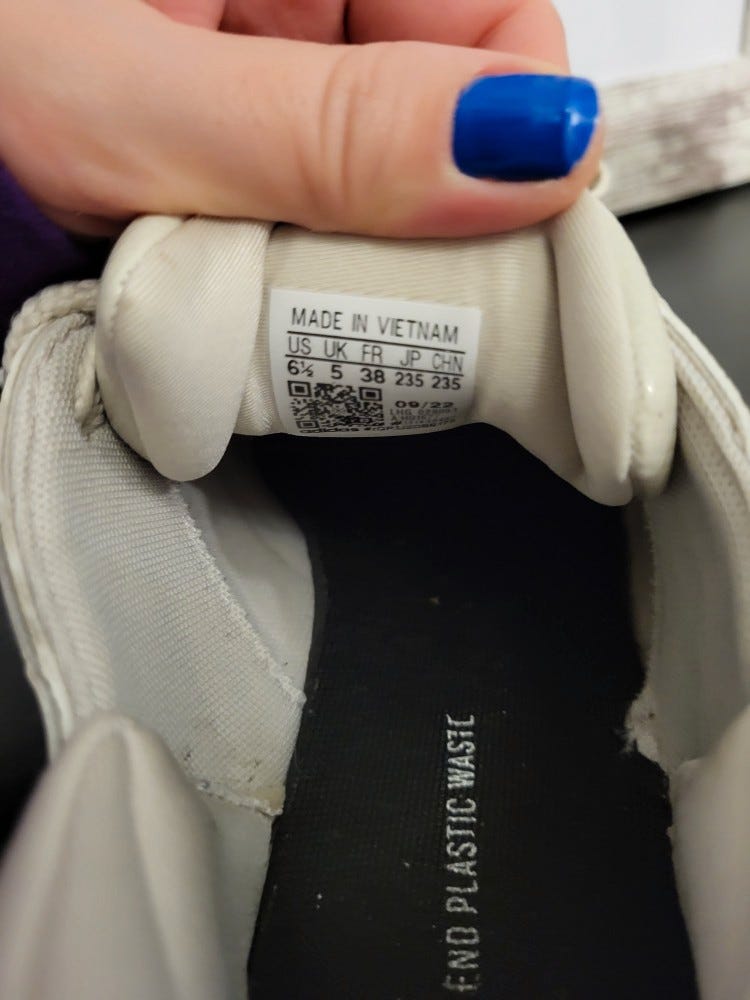 MADE IN VIETNAM
US UK FR JP CHN
6½ 5 38 235 235
09/22
adidas
END PLASTIC WASTE